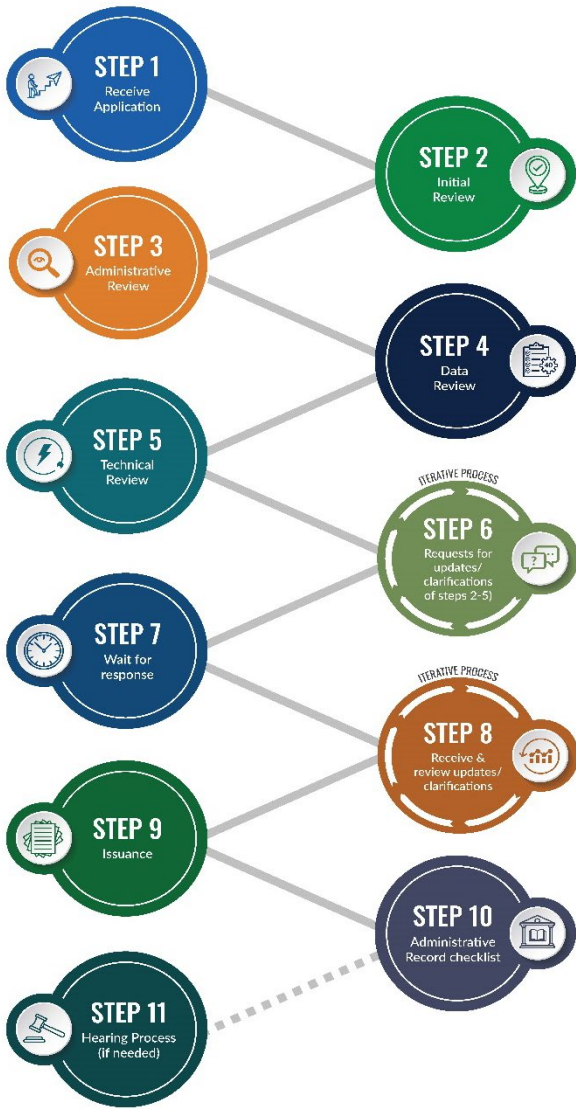 STEP 1
Receive
Application
STEP 2
Initial
Review
STEP 3
Administrative
Review
STEP 4
Data
Review
STEP 5
Technical
Review
ITERATIVE PROCESS
STEP 6
Requests for
updates/
clarifications
of steps 2-5)
STEP 7
Wait for
response
ITERATIVE PROCESS
STEP 8
Receive &
review updates/
clarifications
STEP 9
Issuance
STEP 10
Administrative
Record checklist
STEP 11
Hearing Process
(if needed)